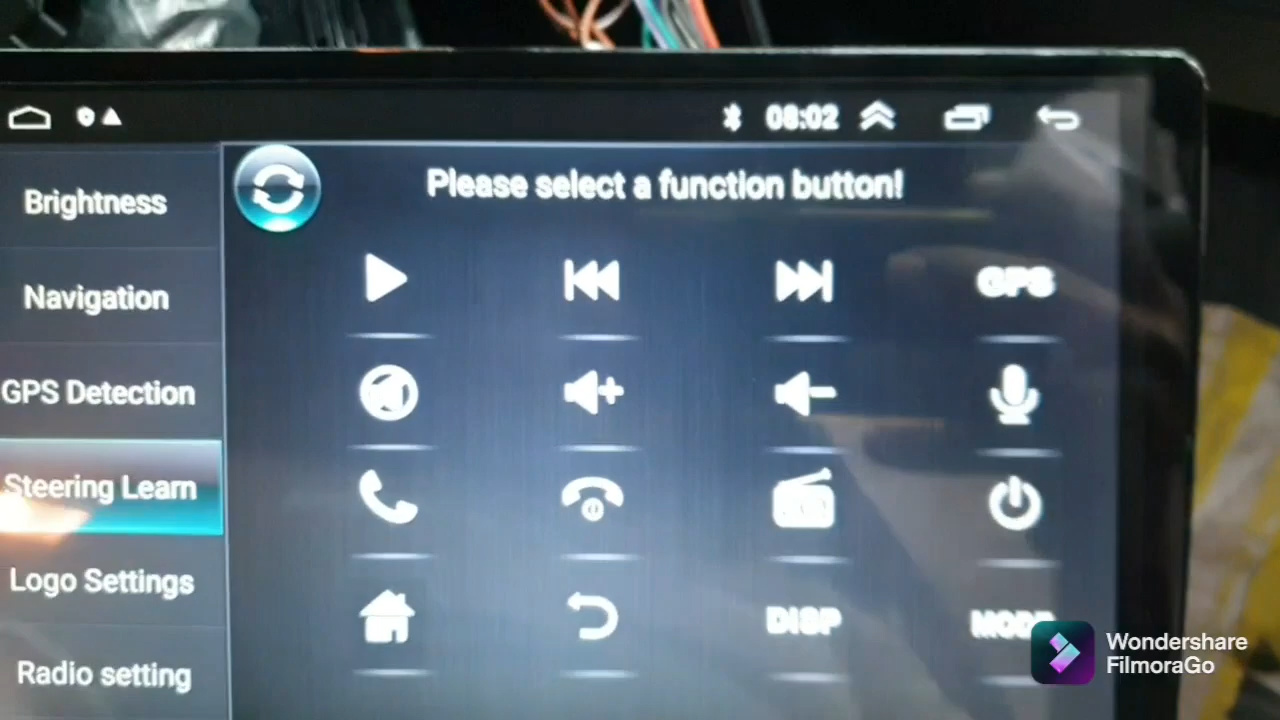 08:02
Brightness
Please select a function button!
Navigation
GPS
GPS Detection
Steering Learn
Logo Settings
DISP
MODE
Radio setting
Wondershare
FilmoraGo